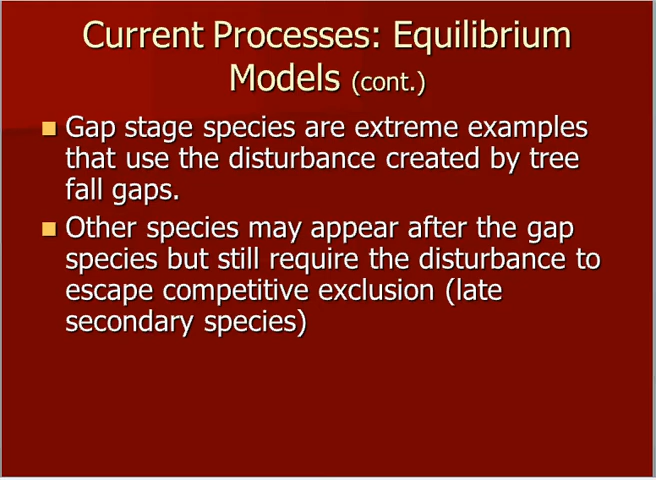 Current Processes: Equilibrium
Models (cont.)
Gap stage species are extreme examples
that use the disturbance created by tree
fall gaps.
Other species may appear after the gap
species but still require the disturbance to
escape competitive exclusion (late
secondary species)